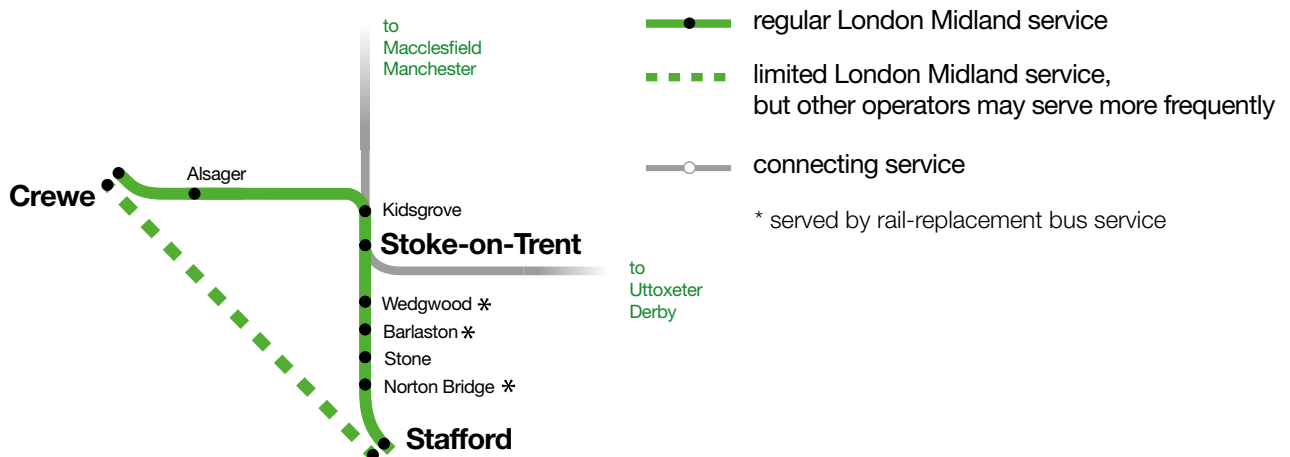 to
Macclesfield
Manchester
regular London Midland service
limited London Midland service,
but other operators may serve more frequently
connecting service
* served by rail-replacement bus service
Alsager
Crewe
Kidsgrove
Stoke-on-Trent
to
Uttoxeter
Derby
Wedgwood *
Barlaston *
Stone
Norton Bridge *
Stafford